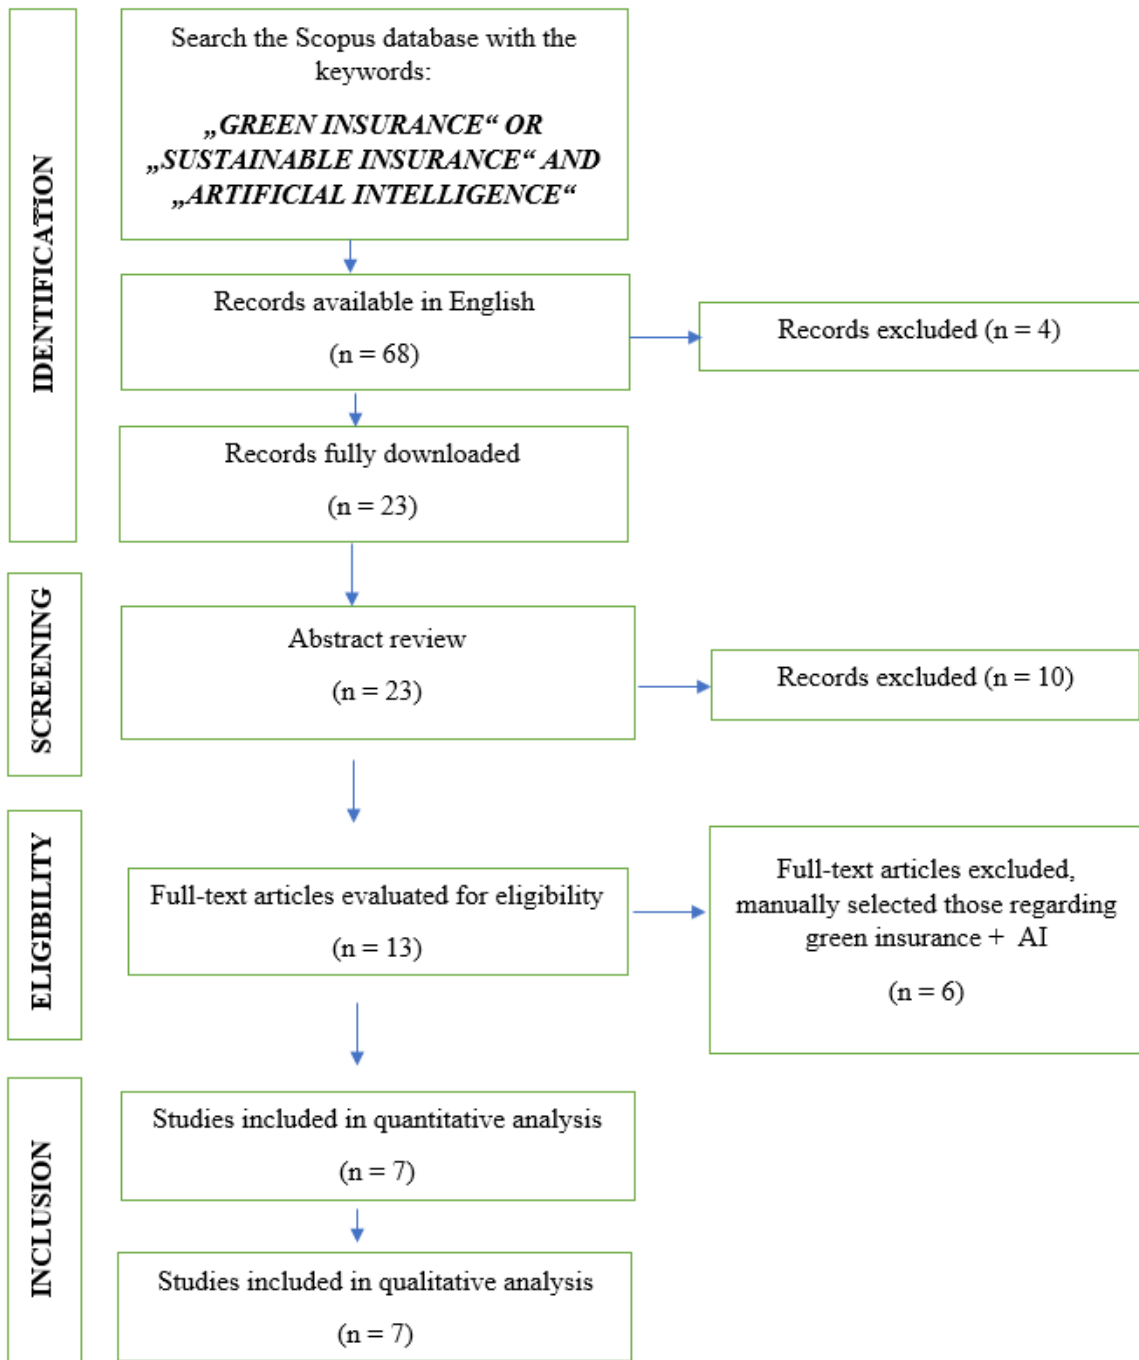 IDENTIFICATION
Search the Scopus database with the
keywords:
„GREEN INSURANCE“ OR
„SUSTAINABLE INSURANCE“ AND
„ARTIFICIAL INTELLIGENCE“
Records available in English
(n = 68)
Records excluded (n = 4)
Records fully downloaded
(n = 23)
SCREENING
Abstract review
(n = 23)
Records excluded (n = 10)
ELIGIBILITY
Full-text articles evaluated for eligibility
(n = 13)
Full-text articles excluded,
manually selected those regarding
green insurance + AI
(n = 6)
INCLUSION
Studies included in quantitative analysis
(n = 7)
Studies included in qualitative analysis
(n = 7)